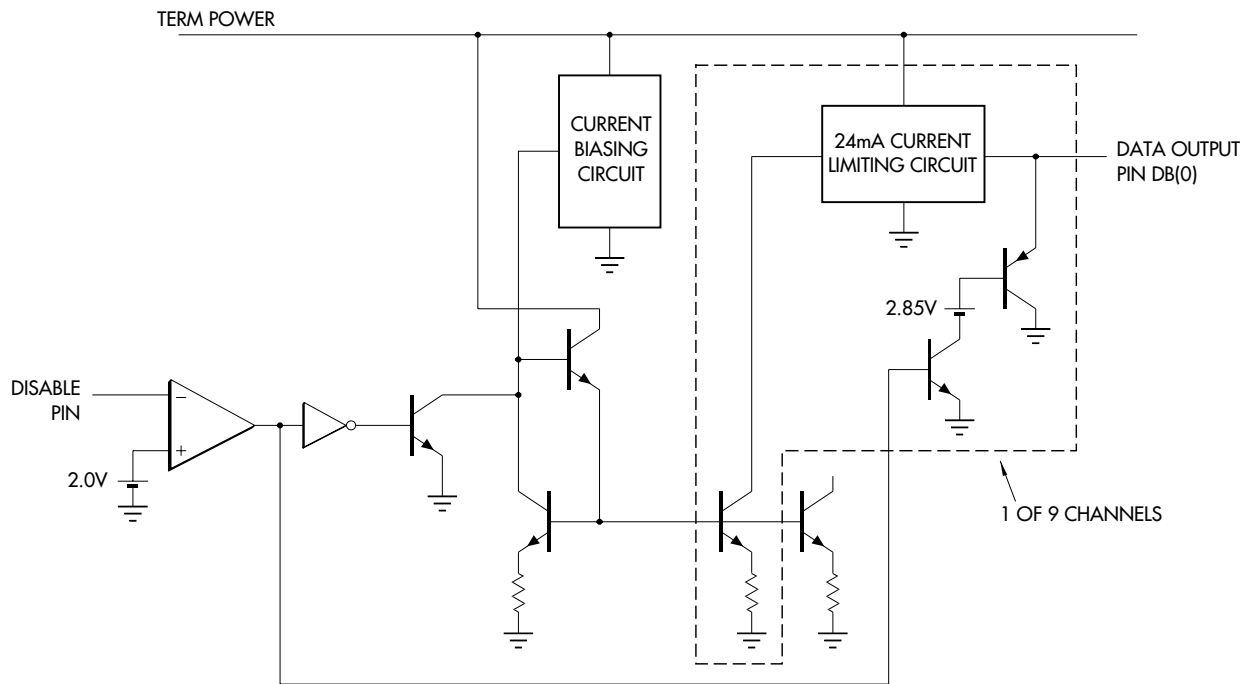 TERM POWER
CURRENT
BIASING
CIRCUIT
24mA CURRENT
LIMITING CIRCUIT
DATA OUTPUT
PIN DB(0)
2.85V
DISABLE
PIN
−
+
2.0V
1 OF 9 CHANNELS